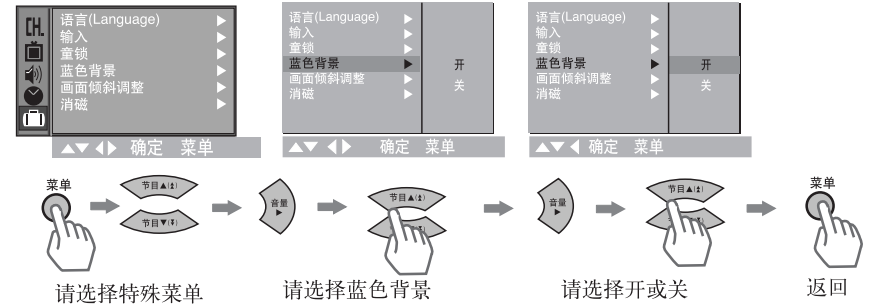 CH.
语言(Language)
输入
童锁
蓝色背景
画面倾斜调整
消磁
确定 菜单
语言(Language)
输入
童锁
蓝色背景
画面倾斜调整
消磁
开
关
确定 菜单
语言(Language)
输入
童锁
蓝色背景
画面倾斜调整
消磁
开
关
确定 菜单
菜单
节目▲(⇞)
节目▼(⇟)
音量
节目▲(⇞)
音量
节目▲(⇞)
菜单
请选择特殊菜单
请选择蓝色背景
请选择开或关
返回